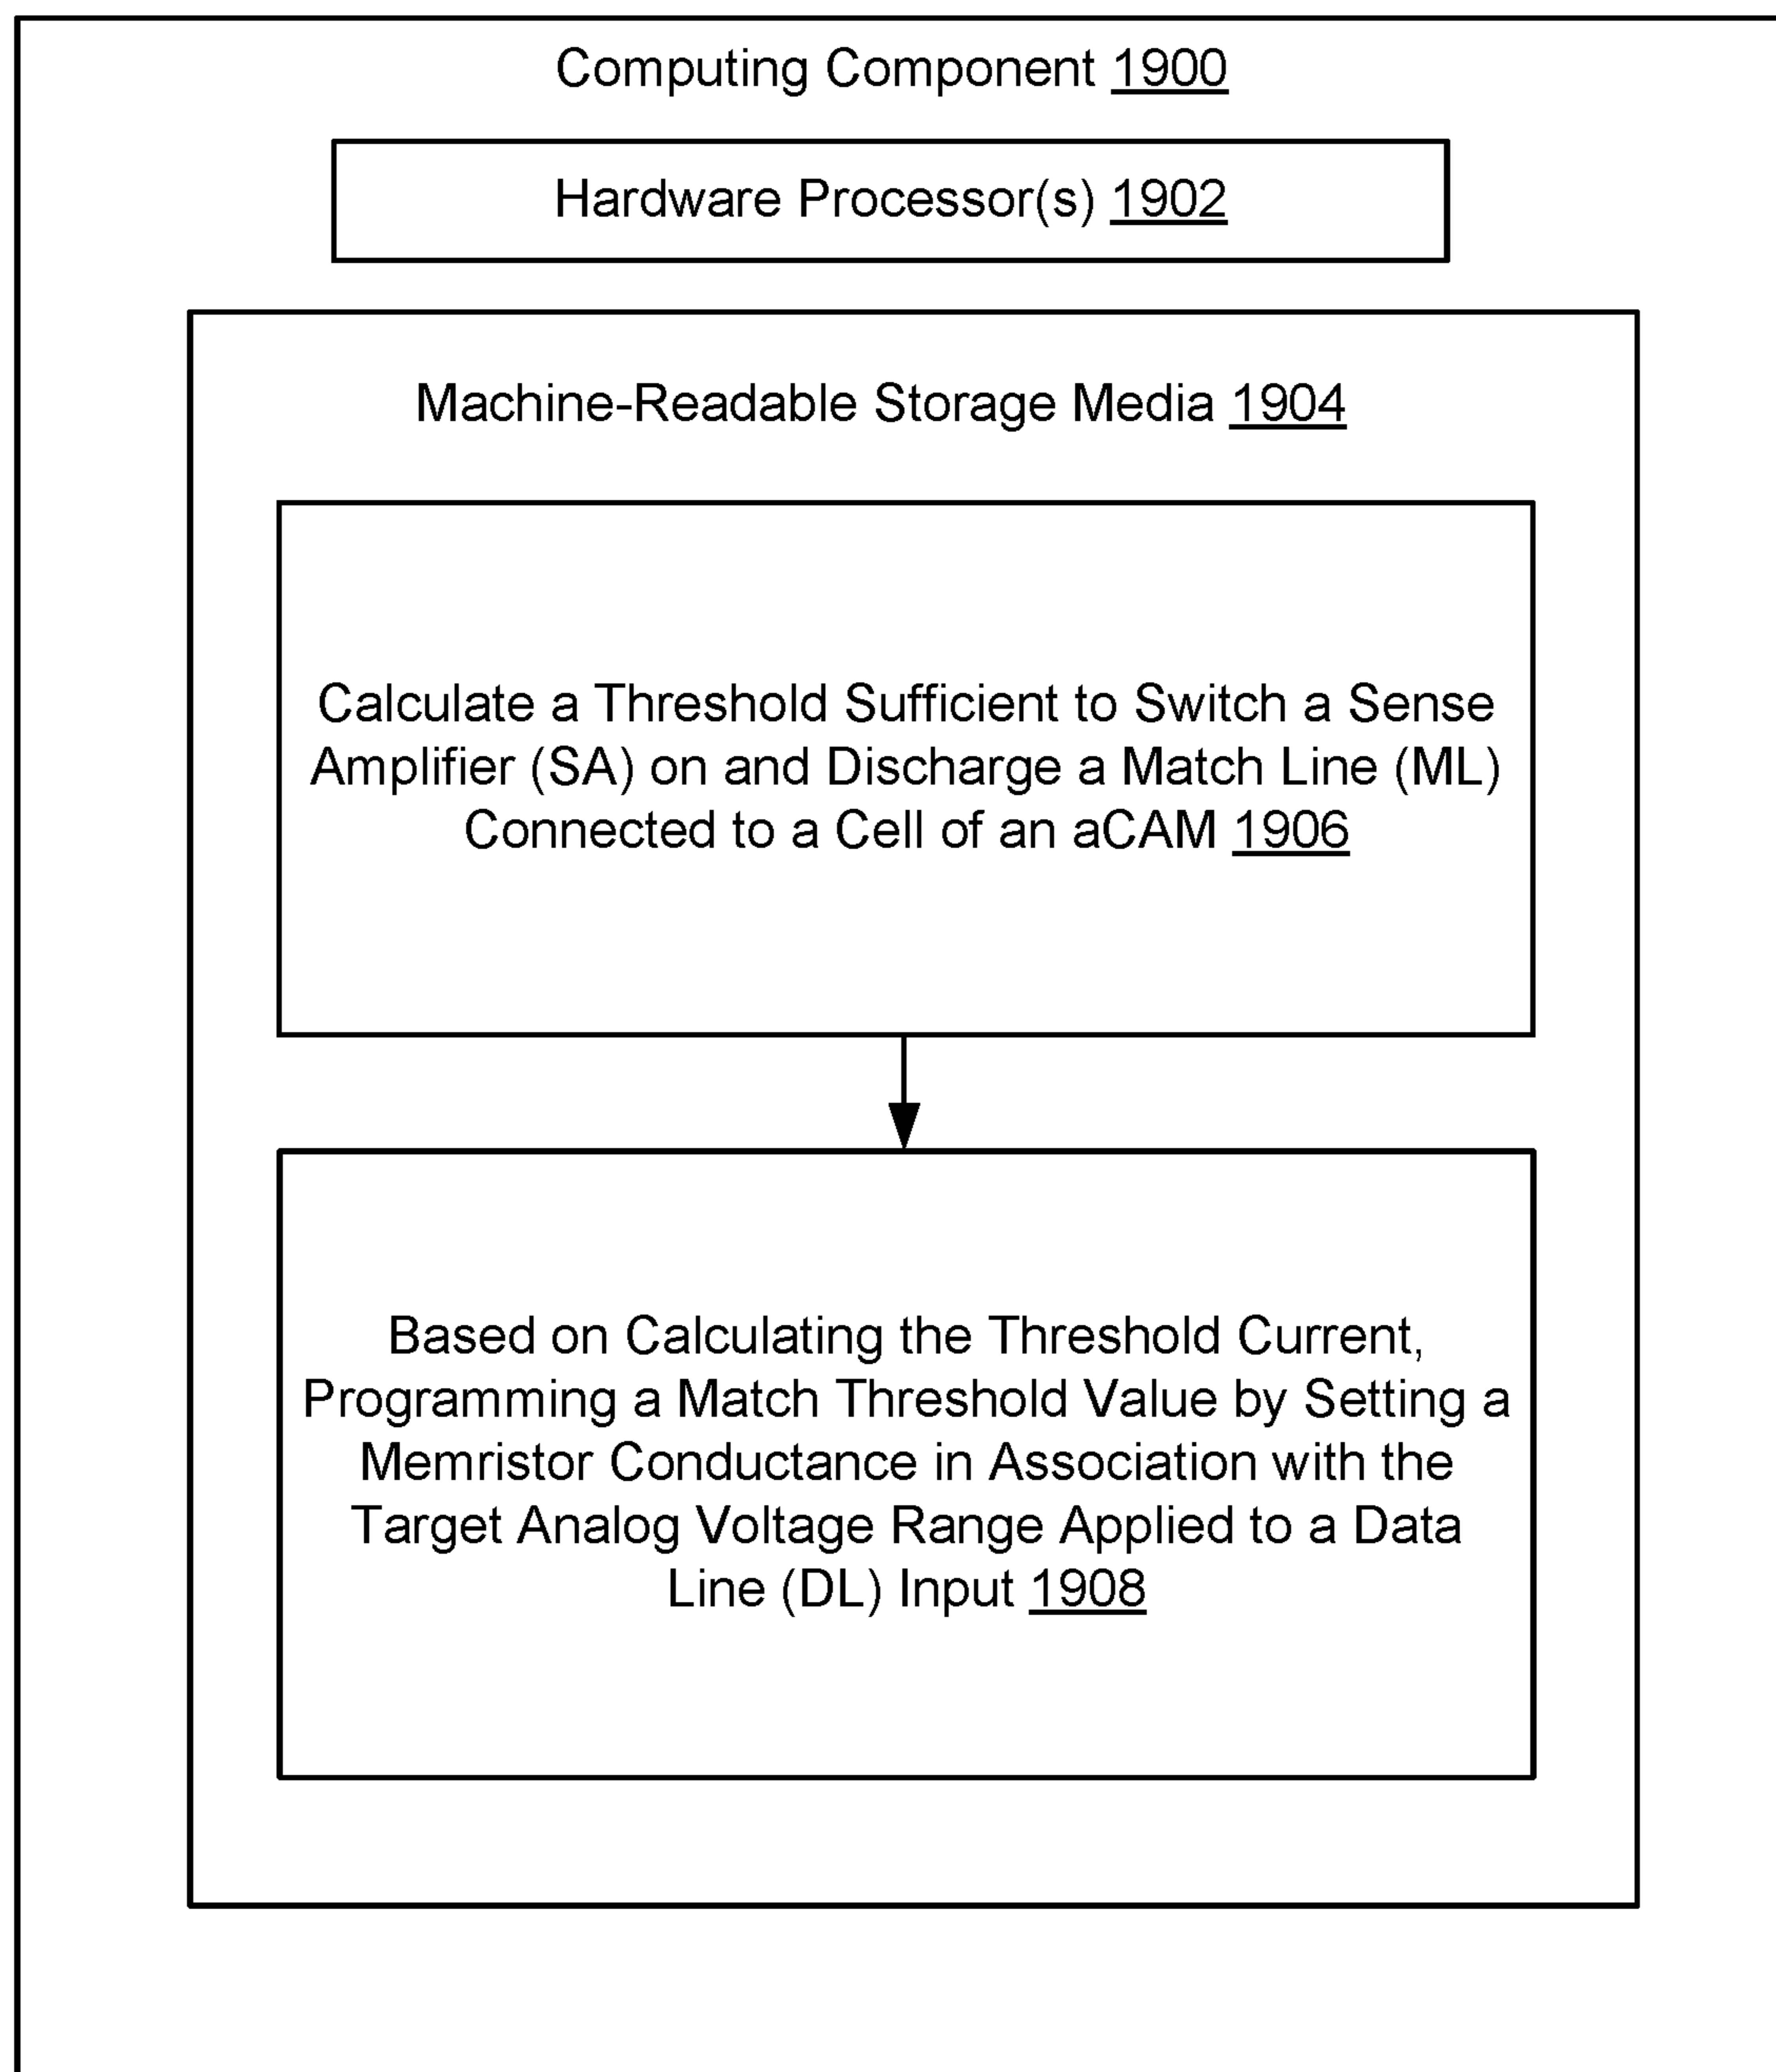 Computing Component 1900
Hardware Processor(s) 1902
Machine-Readable Storage Media 1904
Calculate a Threshold Sufficient to Switch a Sense
Amplifier (SA) on and Discharge a Match Line (ML)
Connected to a Cell of an aCAM 1906
Based on Calculating the Threshold Current,
Programming a Match Threshold Value by Setting a
Memristor Conductance in Association with the
Target Analog Voltage Range Applied to a Data
Line (DL) Input 1908